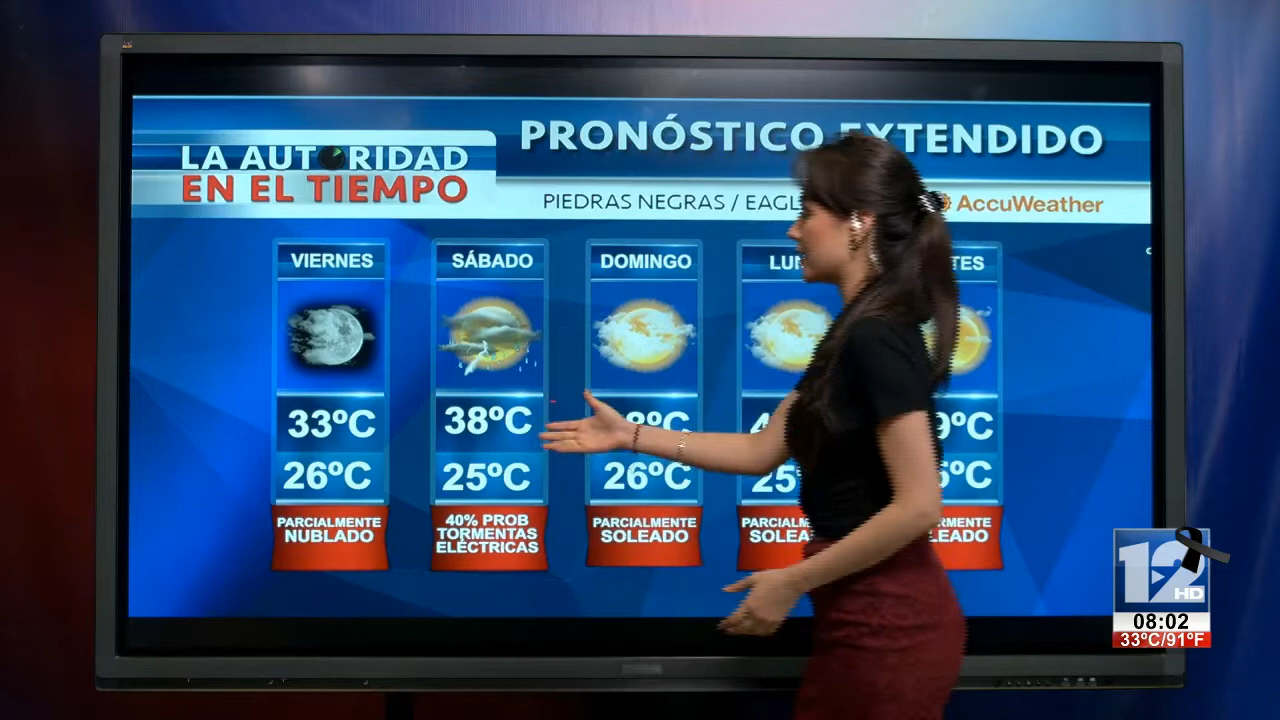 PRONÓSTICO EXTENDIDO
LA AUTORIDAD
EN EL TIEMPO
PIEDRAS NEGRAS /
AccuWeather
VIERNES
33ºC
26ºC
PARCIALMENTE
NUBLADO
SÁBADO
38ºC
25ºC
40% PROB
TORMENTAS
ELÉCTRICAS
DOMINGO
26ºC
PARCIALMENTE
SOLEADO
12
HD
08:02
33ºC/91ºF